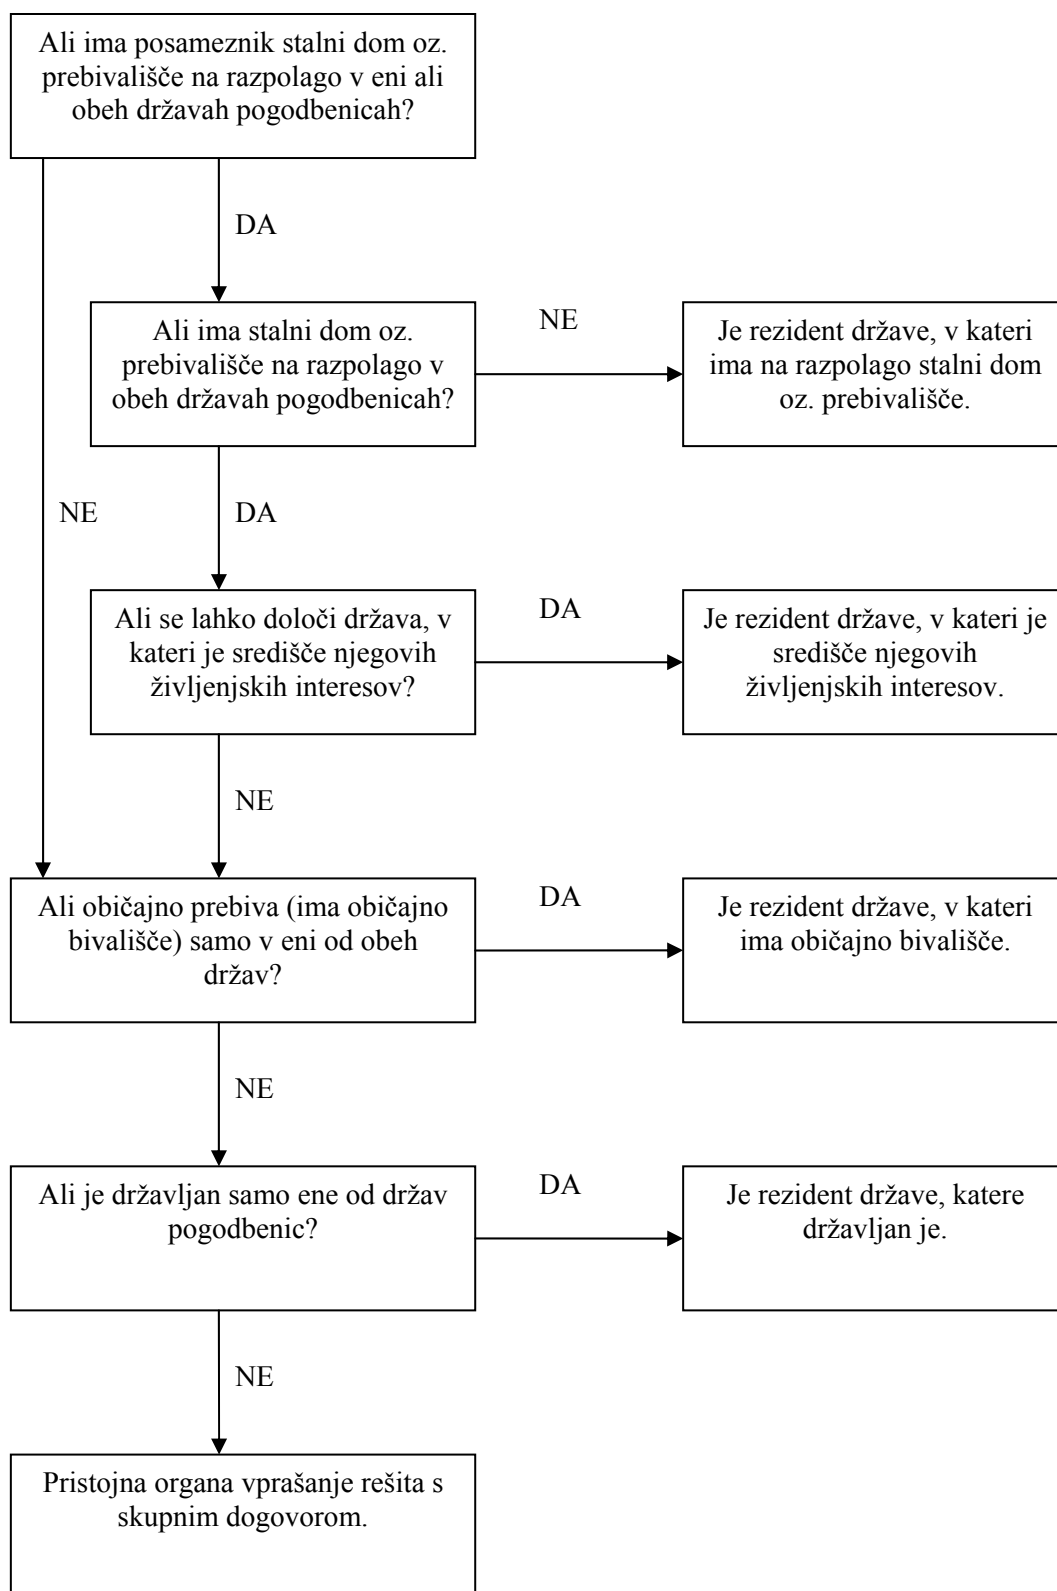 Ali ima posameznik stalni dom oz.
prebivališče na razpolago v eni ali
obeh državah pogodbenicah?
DA
Ali ima stalni dom oz.
prebivališče na razpolago v
obeh državah pogodbenicah?
NE
Je rezident države, v kateri
ima na razpolago stalni dom
oz. prebivališče.
NE
DA
Ali se lahko določi država, v
kateri je središče njegovih
življenjskih interesov?
DA
Je rezident države, v kateri je
središče njegovih
življenjskih interesov.
NE
Ali običajno prebiva (ima običajno
bivališče) samo v eni od obeh
držav?
DA
Je rezident države, v kateri
ima običajno bivališče.
NE
Ali je državljan samo ene od držav
pogodbenic?
DA
Je rezident države, katere
državljan je.
NE
Pristojna organa vprašanje rešita s
skupnim dogovorom.